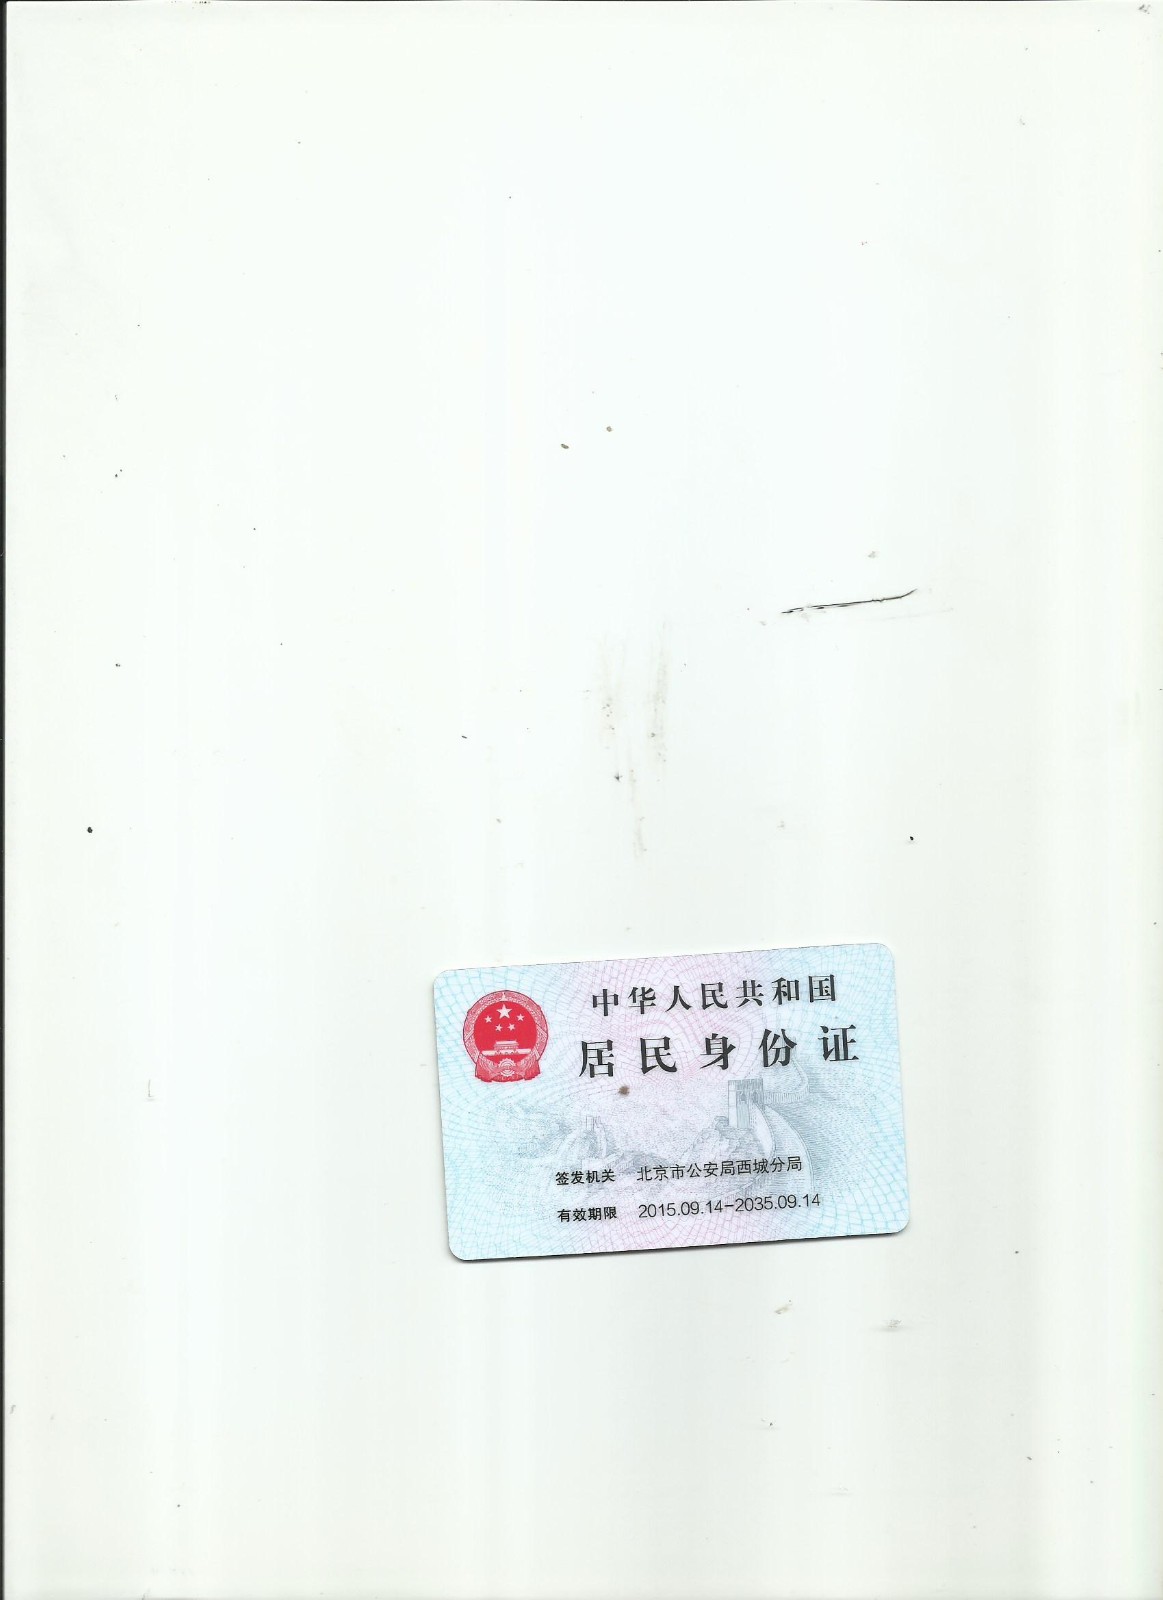 中华人民共和国
居民身份证
签发机关 北京市公安局西城分局
有效期限 2015.09.14-2035.09.14